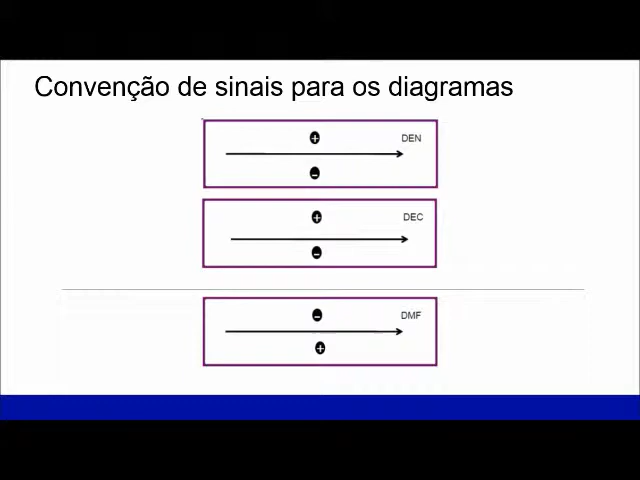 Convenção de sinais para os diagramas
+
DEN
-
+
DEC
-
-
DMF
+